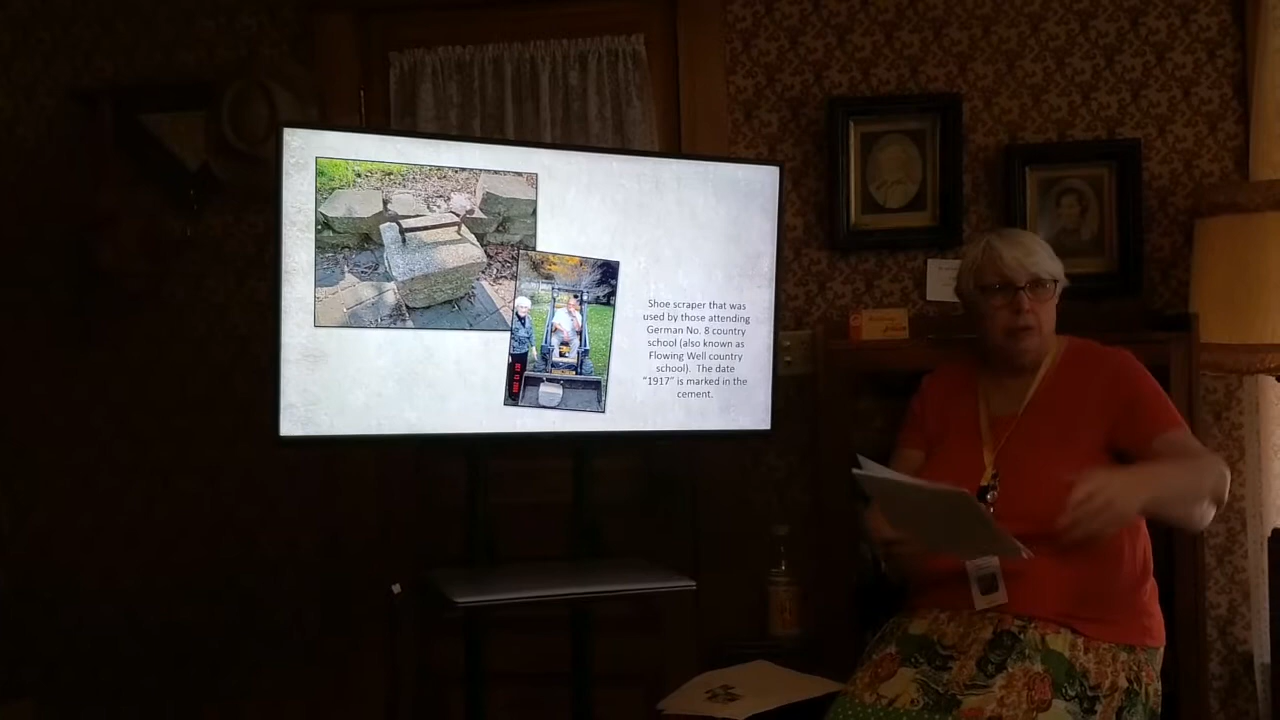 Shoe scraper that was
used by those attending
German No. 8 country
school (also known as
Flowing Well country
school). The date
"1917" is marked in the
cement.